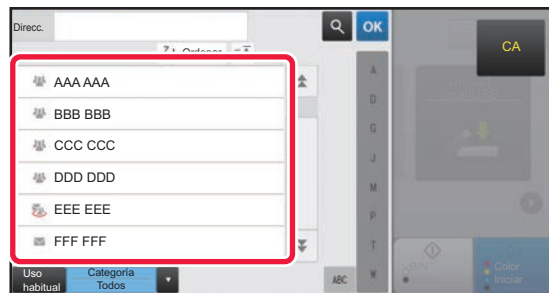 Direcc.
OK
CA
Ordenar
AAA AAA
BBB BBB
CCC CCC
DDD DDD
EEE EEE
FFF FFF
A
D
G
J
M
P
T
W
ABC
Uso
habitual
Categoría
Todos
Color
Iniciar